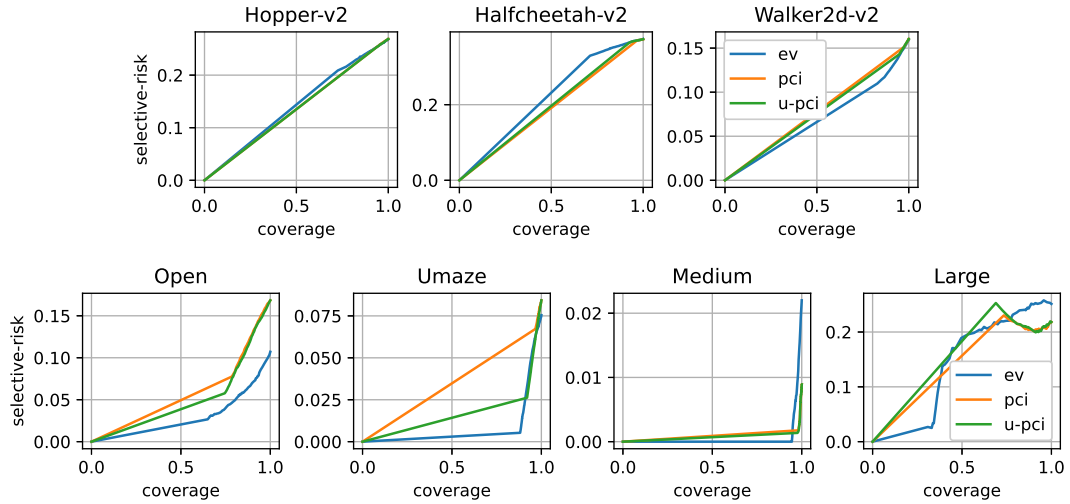 Hopper-v2
Halfcheetah-v2
Walker2d-v2
selective-risk
0.2
0.1
0.0
0.0
0.5
1.0
coverage
0.2
0.0
0.0
0.5
1.0
coverage
0.15
0.10
0.05
0.00
0.0
0.5
1.0
coverage
ev
pci
u-pci
Open
Umaze
Medium
Large
selective-risk
0.15
0.10
0.05
0.00
0.0
0.5
1.0
coverage
0.075
0.050
0.025
0.000
0.0
0.5
1.0
coverage
0.02
0.01
0.00
0.0
0.5
1.0
coverage
0.2
0.1
0.0
0.0
0.5
1.0
coverage
ev
pci
u-pci